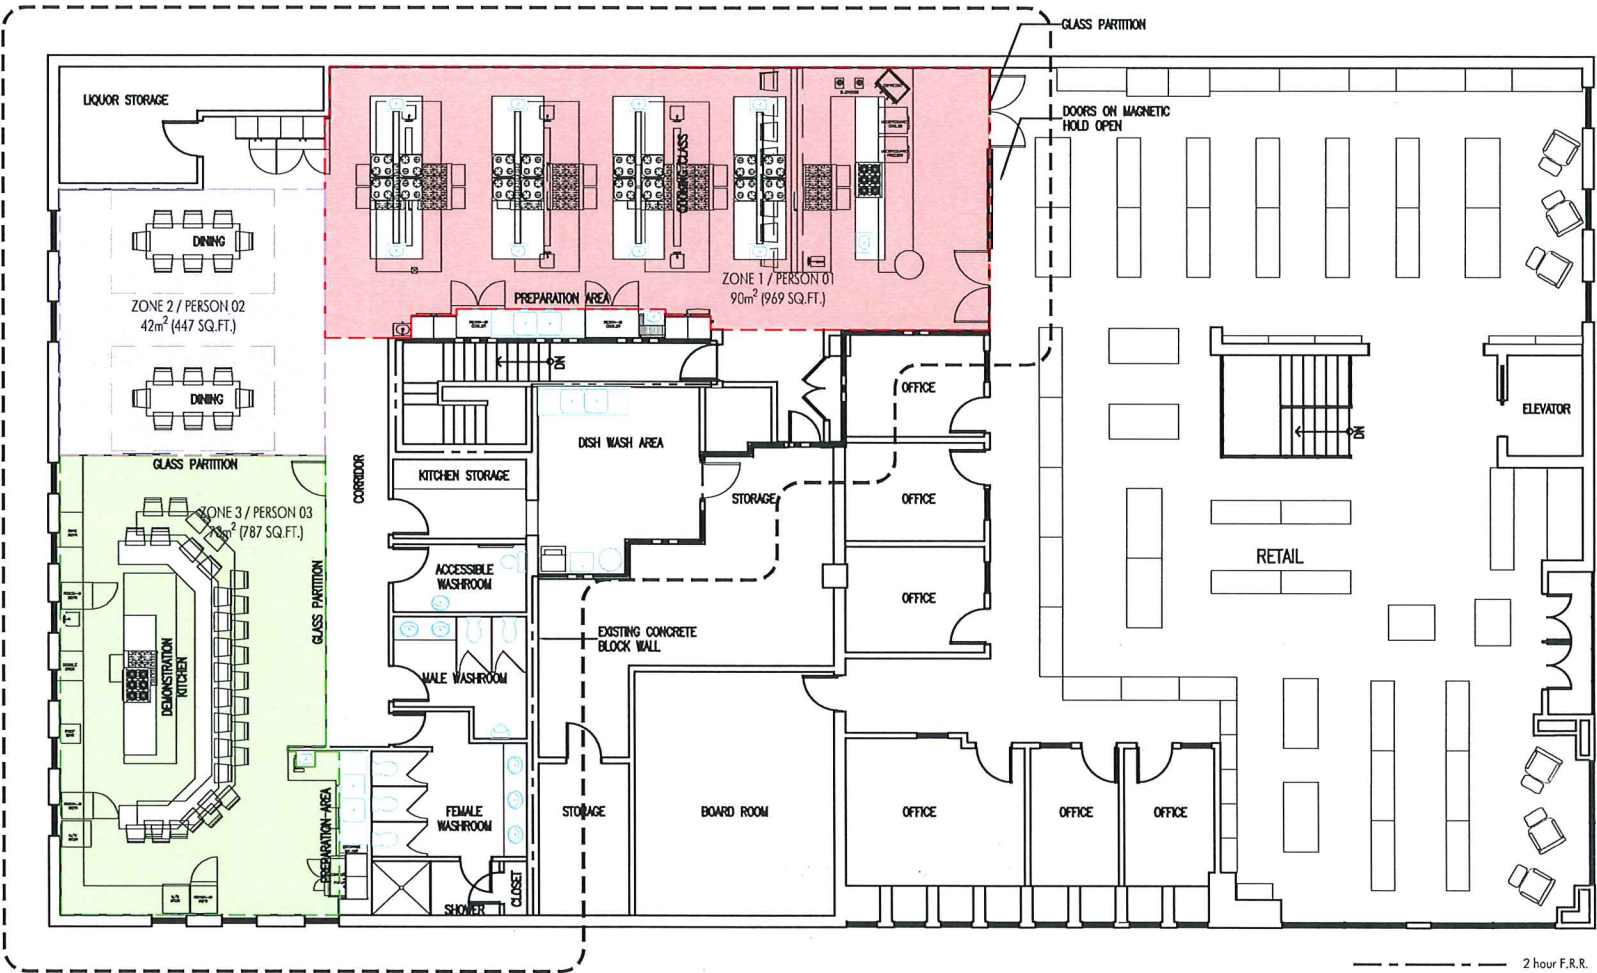 GLASS PARTITION
LIQUOR STORAGE
DOORS ON MAGNETIC
HOLD OPEN
COOKING CLASS
DINING
ZONE 1 / PERSON 01
90m² (969 SQ.FT.)
PREPARATION AREA
ZONE 2 / PERSON 02
42m² (447 SQ.FT.)
DN
OFFICE
DINING
ELEVATOR
DN
DISH WASH AREA
GLASS PARTITION
CORRIDOR
KITCHEN STORAGE
STORAGE
OFFICE
ZONE 3 / PERSON 03
73m² (787 SQ.FT.)
RETAIL
GLASS PARTITION
ACCESSIBLE
WASHROOM
OFFICE
EXISTING CONCRETE
BLOCK WALL
DEMONSTRATION
KITCHEN
MALE WASHROOM
PREPARATION AREA
FEMALE
WASHROOM
STORAGE
BOARD ROOM
OFFICE
OFFICE
OFFICE
CLOSET
SHOWER
2 hour F.R.R.